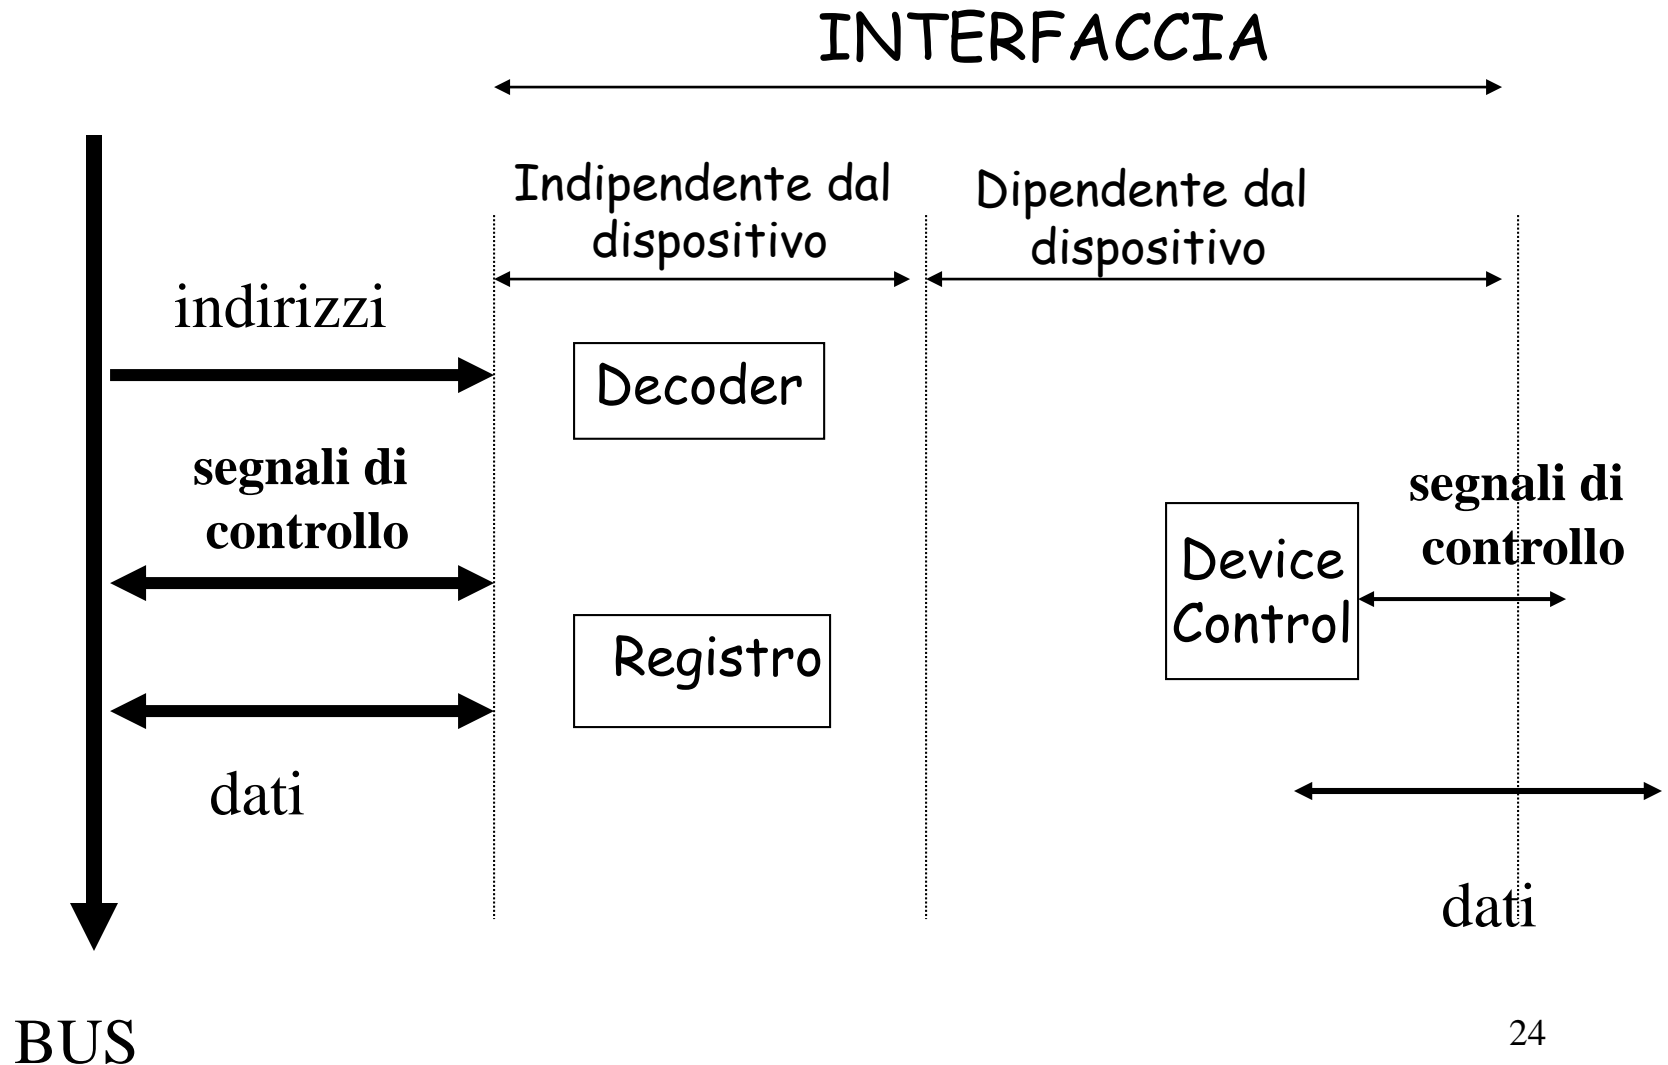 INTERFACCIA
Indipendente dal
dispositivo
Dipendente dal
dispositivo
indirizzi
Decoder
segnali di
controllo
segnali di
controllo
Device
Control
Registro
dati
dati
BUS
24